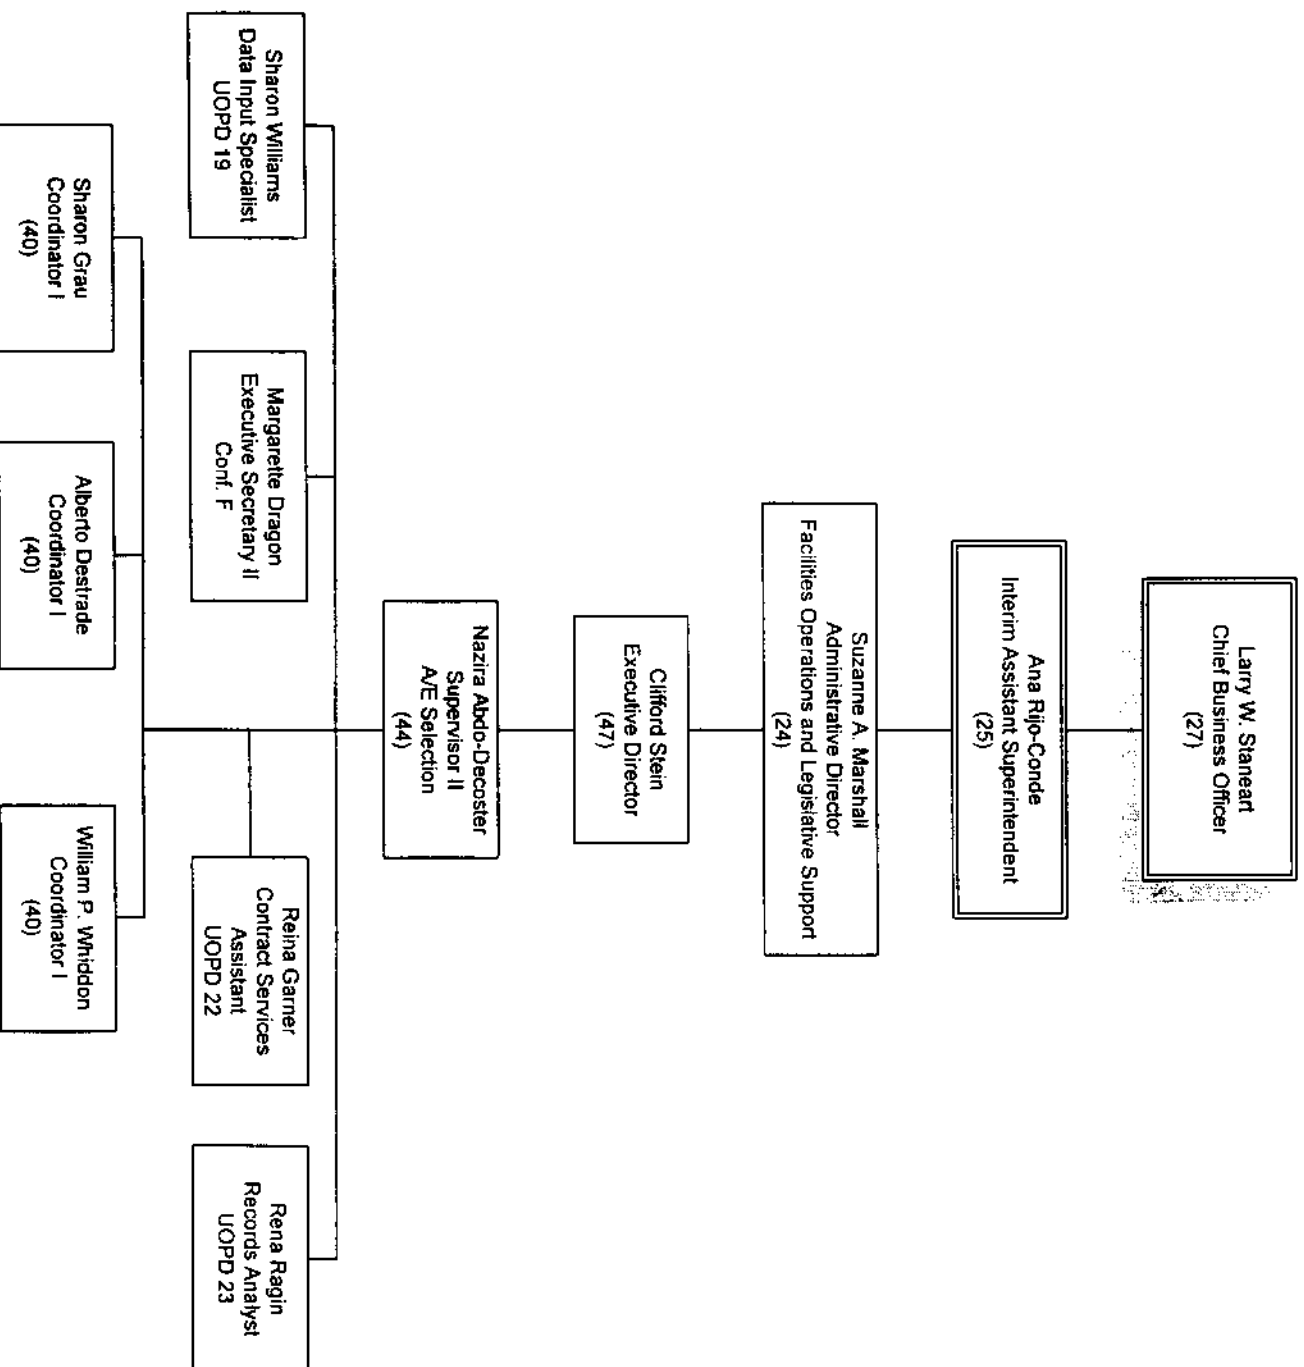 Larry W. Staneart
Chief Business Officer
(27)
Ana Rijo-Conde
Interim Assistant Superintendent
(25)
Suzanne A. Marshall
Administrative Director
Facilities Operations and Legislative Support
(24)
Clifford Stein
Executive Director
(47)
Nazira Abdo-Decoster
Supervisor II
A/E Selection
(44)
Sharon Williams
Data Input Specialist
UOPD 19
Margarette Dragon
Executive Secretary II
Conf. F
Reina Garner
Contract Services
Assistant
UOPD 22
Rena Ragin
Records Analyst
UOPD 23
Sharon Grau
Coordinator I
(40)
Alberto Destrade
Coordinator I
(40)
William P. Whiddon
Coordinator I
(40)